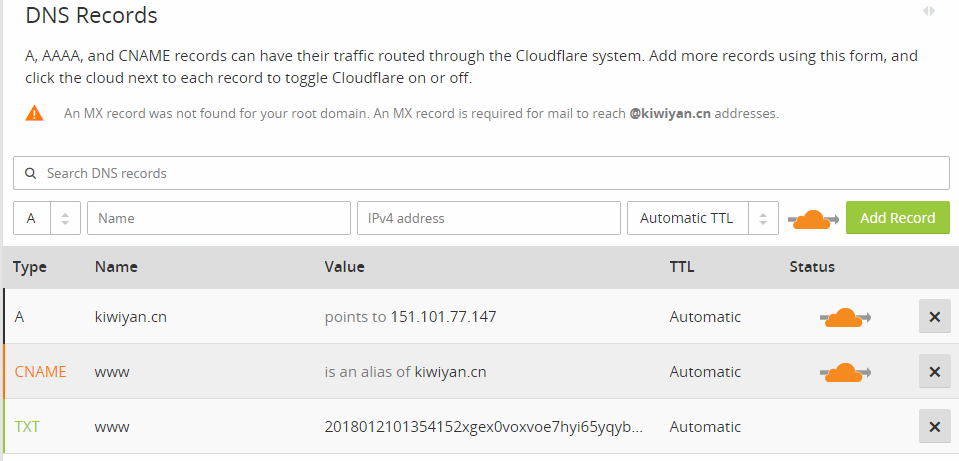 DNS Records
A, AAAA, and CNAME records can have their traffic routed through the Cloudflare system. Add more records using this form, and
click the cloud next to each record to toggle Cloudflare on or off.
An MX record was not found for your root domain. An MX record is required for mail to reach @kiwiyan.cn addresses.
Search DNS records
A Name IPv4 address Automatic TTL Add Record
Type Name Value TTL Status
A kiwiyan.cn points to 151.101.77.147 Automatic
CNAME www is an alias of kiwiyan.cn Automatic
TXT www 2018012101354152xgex0voxvoe7hyi65yqyb... Automatic